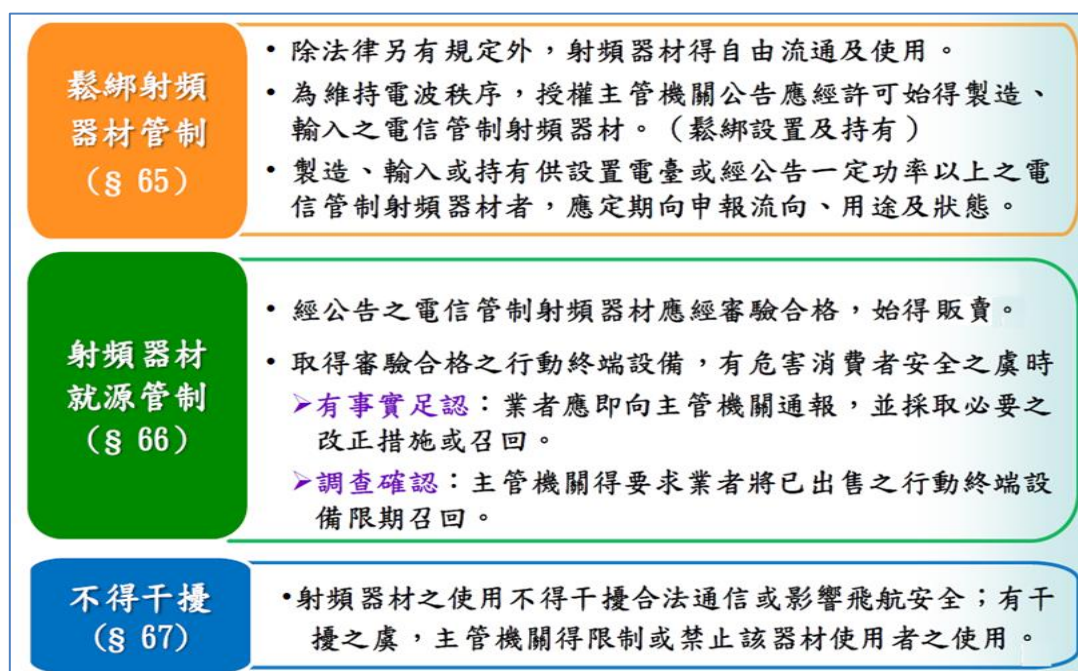 鬆綁射頻
器材管制
(§ 65)
• 除法律另有規定外，射頻器材得自由流通及使用。
• 為維持電波秩序，授權主管機關公告應經許可始得製造、
輸入之電信管制射頻器材。（鬆綁設置及持有）
• 製造、輸入或持有供設置電臺或經公告一定功率以上之電
信管制射頻器材者，應定期向申報流向、用途及狀態。
射頻器材
就源管制
(§ 66)
• 經公告之電信管制射頻器材應經審驗合格，始得販賣。
• 取得審驗合格之行動終端設備，有危害消費者安全之虞時
➢有事實足認：業者應即向主管機關通報，並採取必要之
改正措施或召回。
➢調查確認：主管機關得要求業者將已出售之行動終端設
備限期召回。
不得干擾
(§ 67)
•射頻器材之使用不得干擾合法通信或影響飛航安全；有干
擾之虞，主管機關得限制或禁止該器材使用者之使用。